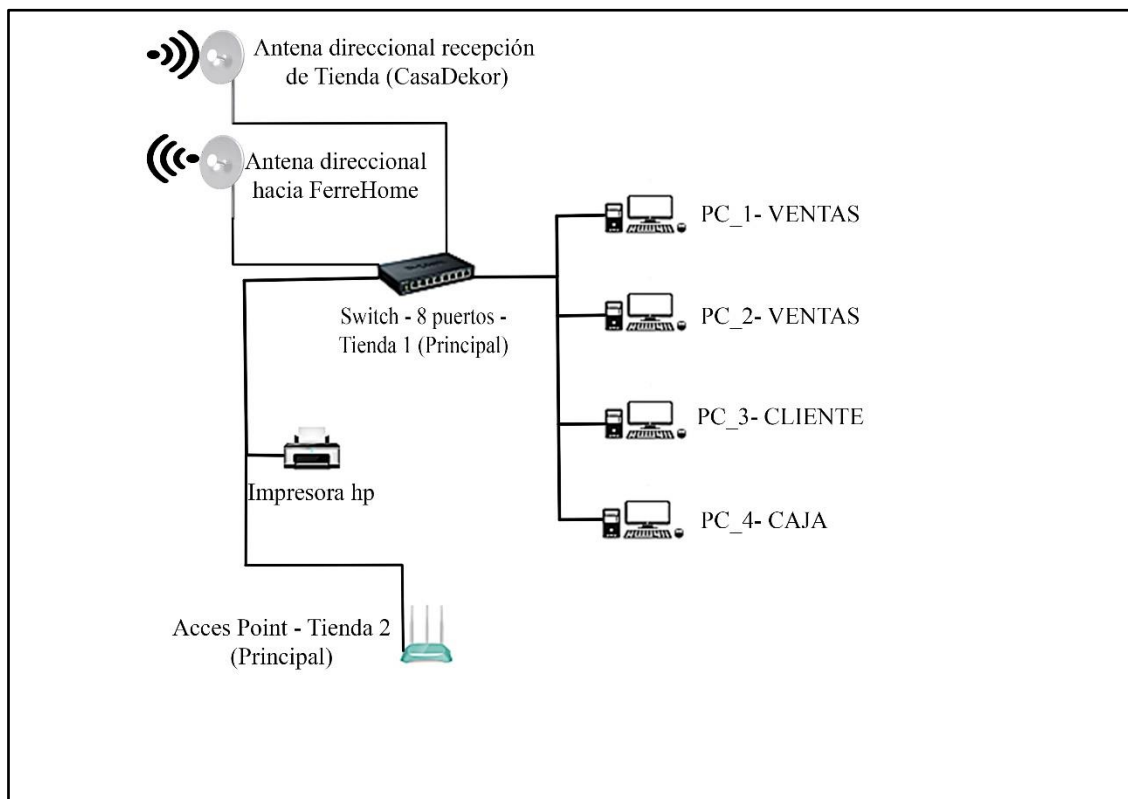 Antena direccional recepción
de Tienda (CasaDekor)
Antena direccional
hacia FerreHome
Switch - 8 puertos -
Tienda 1 (Principal)
PC_1- VENTAS
PC_2- VENTAS
PC_3- CLIENTE
PC_4- CAJA
Impresora hp
Acces Point - Tienda 2
(Principal)